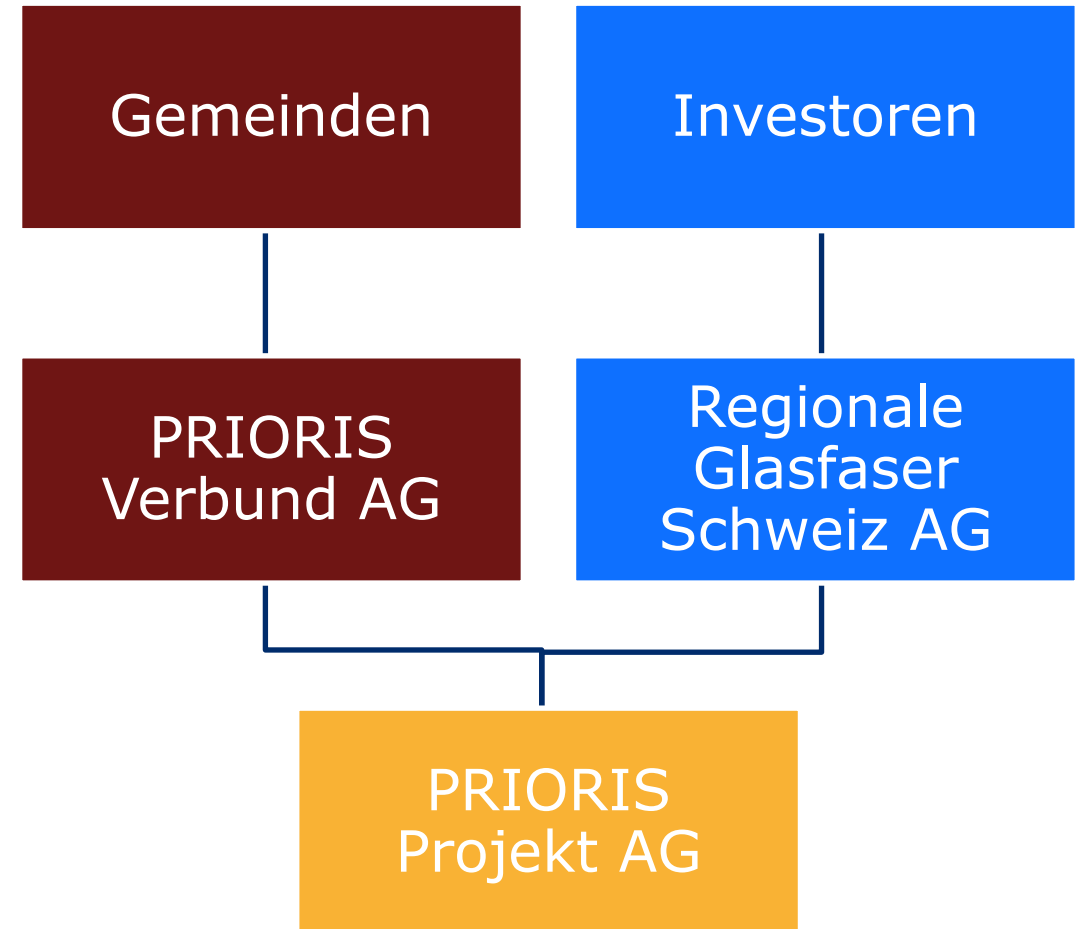 Gemeinden
Investoren
PRIORIS
Verbund AG
Regionale
Glasfaser
Schweiz AG
PRIORIS
Projekt AG